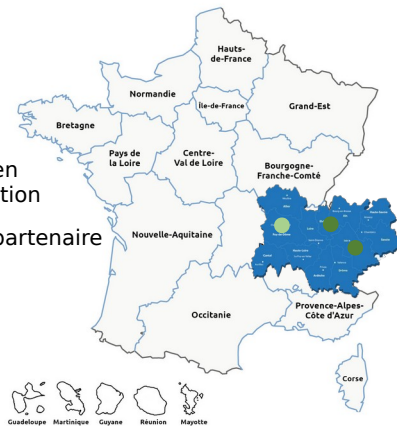 Hauts-
de-France
Normandie
Île-de-France
Grand-Est
Bretagne
Pays de
la Loire
Centre-
Val de Loire
Bourgogne-
Franche-Comté
en
tion
partenaire
Nouvelle-Aquitaine
Occitanie
Provence-Alpes-
Côte d'Azur
Corse
Guadeloupe Martinique Guyane Réunion Mayotte